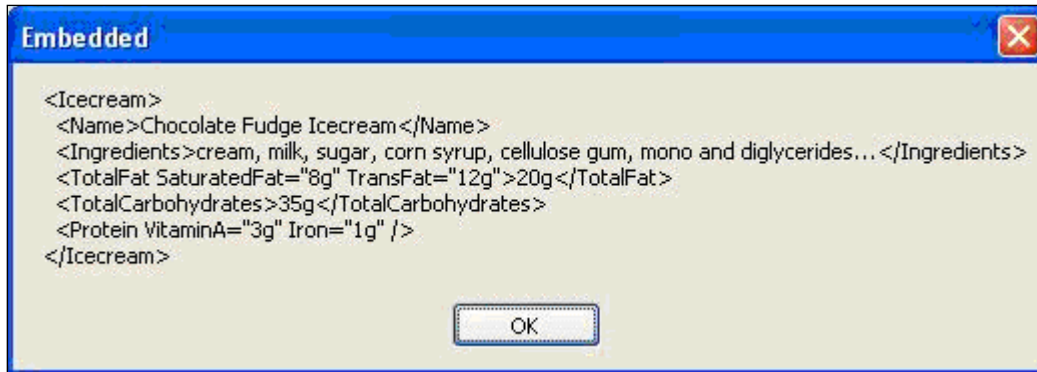 Embedded
<Icecream>
<Name>Chocolate Fudge Icecream</Name>
<Ingredients>cream, milk, sugar, corn syrup, cellulose gum, mono and diglycerides...</Ingredients>
<TotalFat SaturatedFat="8g" TransFat="12g">20g</TotalFat>
<TotalCarbohydrates>35g</TotalCarbohydrates>
<Protein VitaminA="3g" Iron="1g" />
</Icecream>
OK